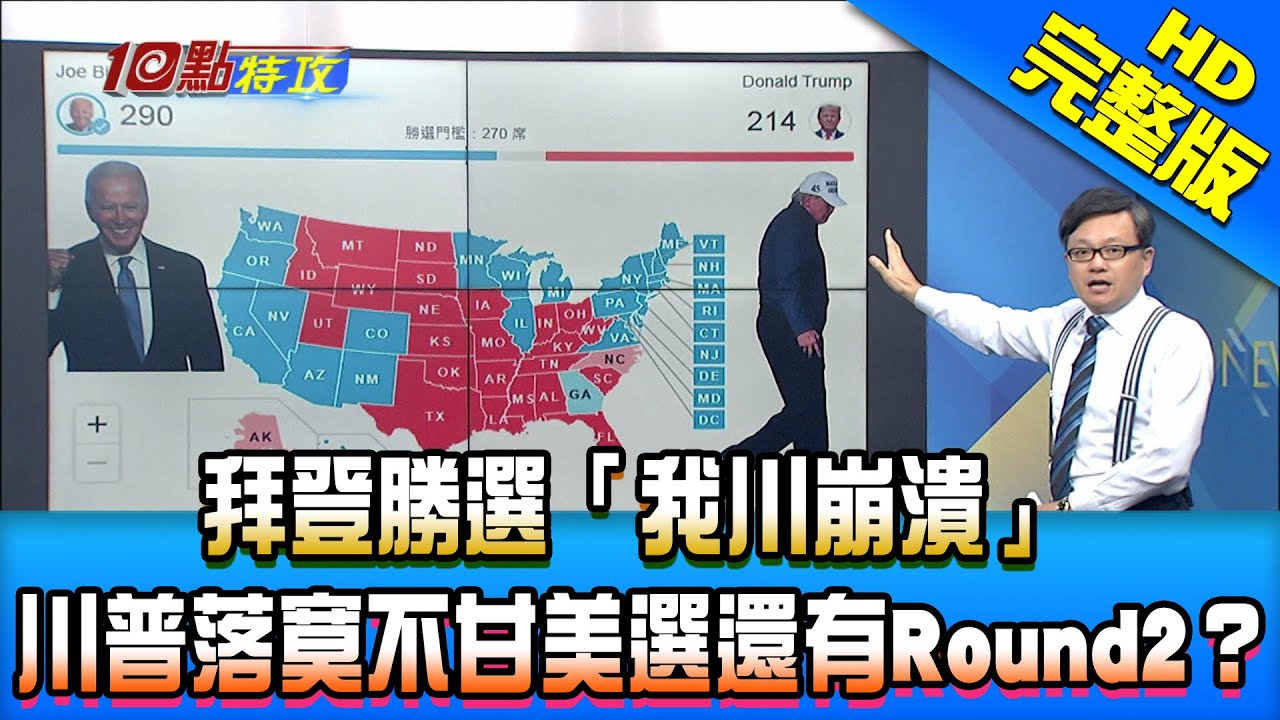 HD
完整版
10點特攻
Joe Bi
290
Donald Trump
214
勝選門檻：270 席
WA
OR
CA
NV
ID
MT
WY
UT
AZ
CO
NM
ND
SD
NE
KS
OK
TX
MN
IA
MO
AR
LA
WI
IL
MI
IN
OH
KY
TN
MS
AL
GA
FL
SC
NC
VA
WV
PA
NY
ME
VT
NH
MA
RI
CT
NJ
DE
MD
DC
AK
+
−
45
NEW
拜登勝選「我川崩潰」
川普落寞不甘美選還有Round2？